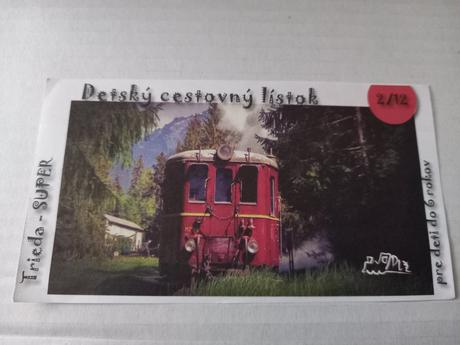 Detský cestovný lístok
2/12
Trieda - SUPER
pre deti do 6 rokov